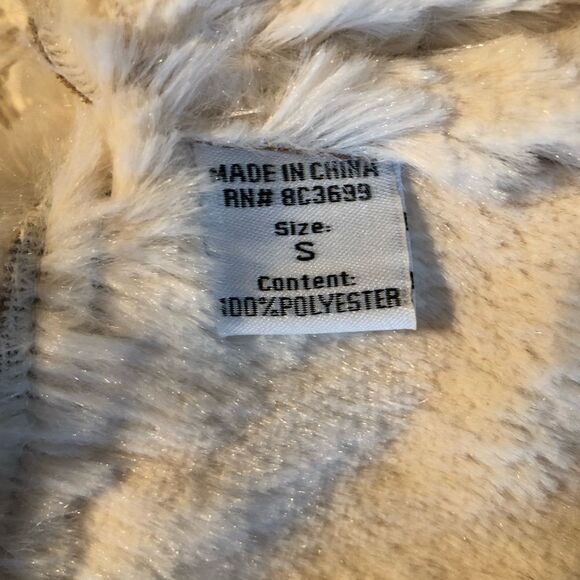 MADE IN CHINA
RN# 8C3699
Size:
S
Content:
100%POLYESTER